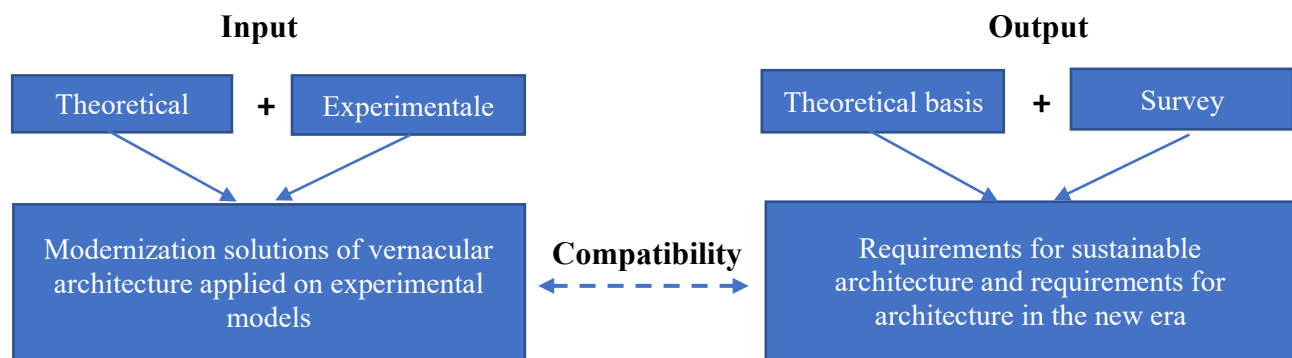 Input
Output
Theoretical + Experimentale
Theoretical basis + Survey
Modernization solutions of vernacular
architecture applied on experimental
models
Compatibility
Requirements for sustainable
architecture and requirements for
architecture in the new era